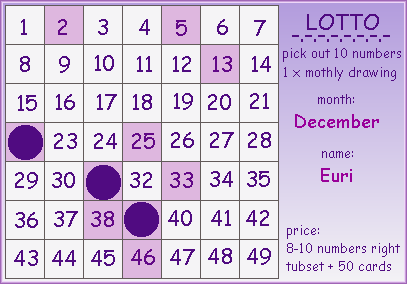 1 2 3 4 5 6 7
8 9 10 11 12 13 14
15 16 17 18 19 20 21
23 24 25 26 27 28
29 30 32 33 34 35
36 37 38 40 41 42
43 44 45 46 47 48 49
LOTTO
pick out 10 numbers
1 x mothly drawing
month:
December
name:
Euri
price:
8-10 numbers right
tubset + 50 cards